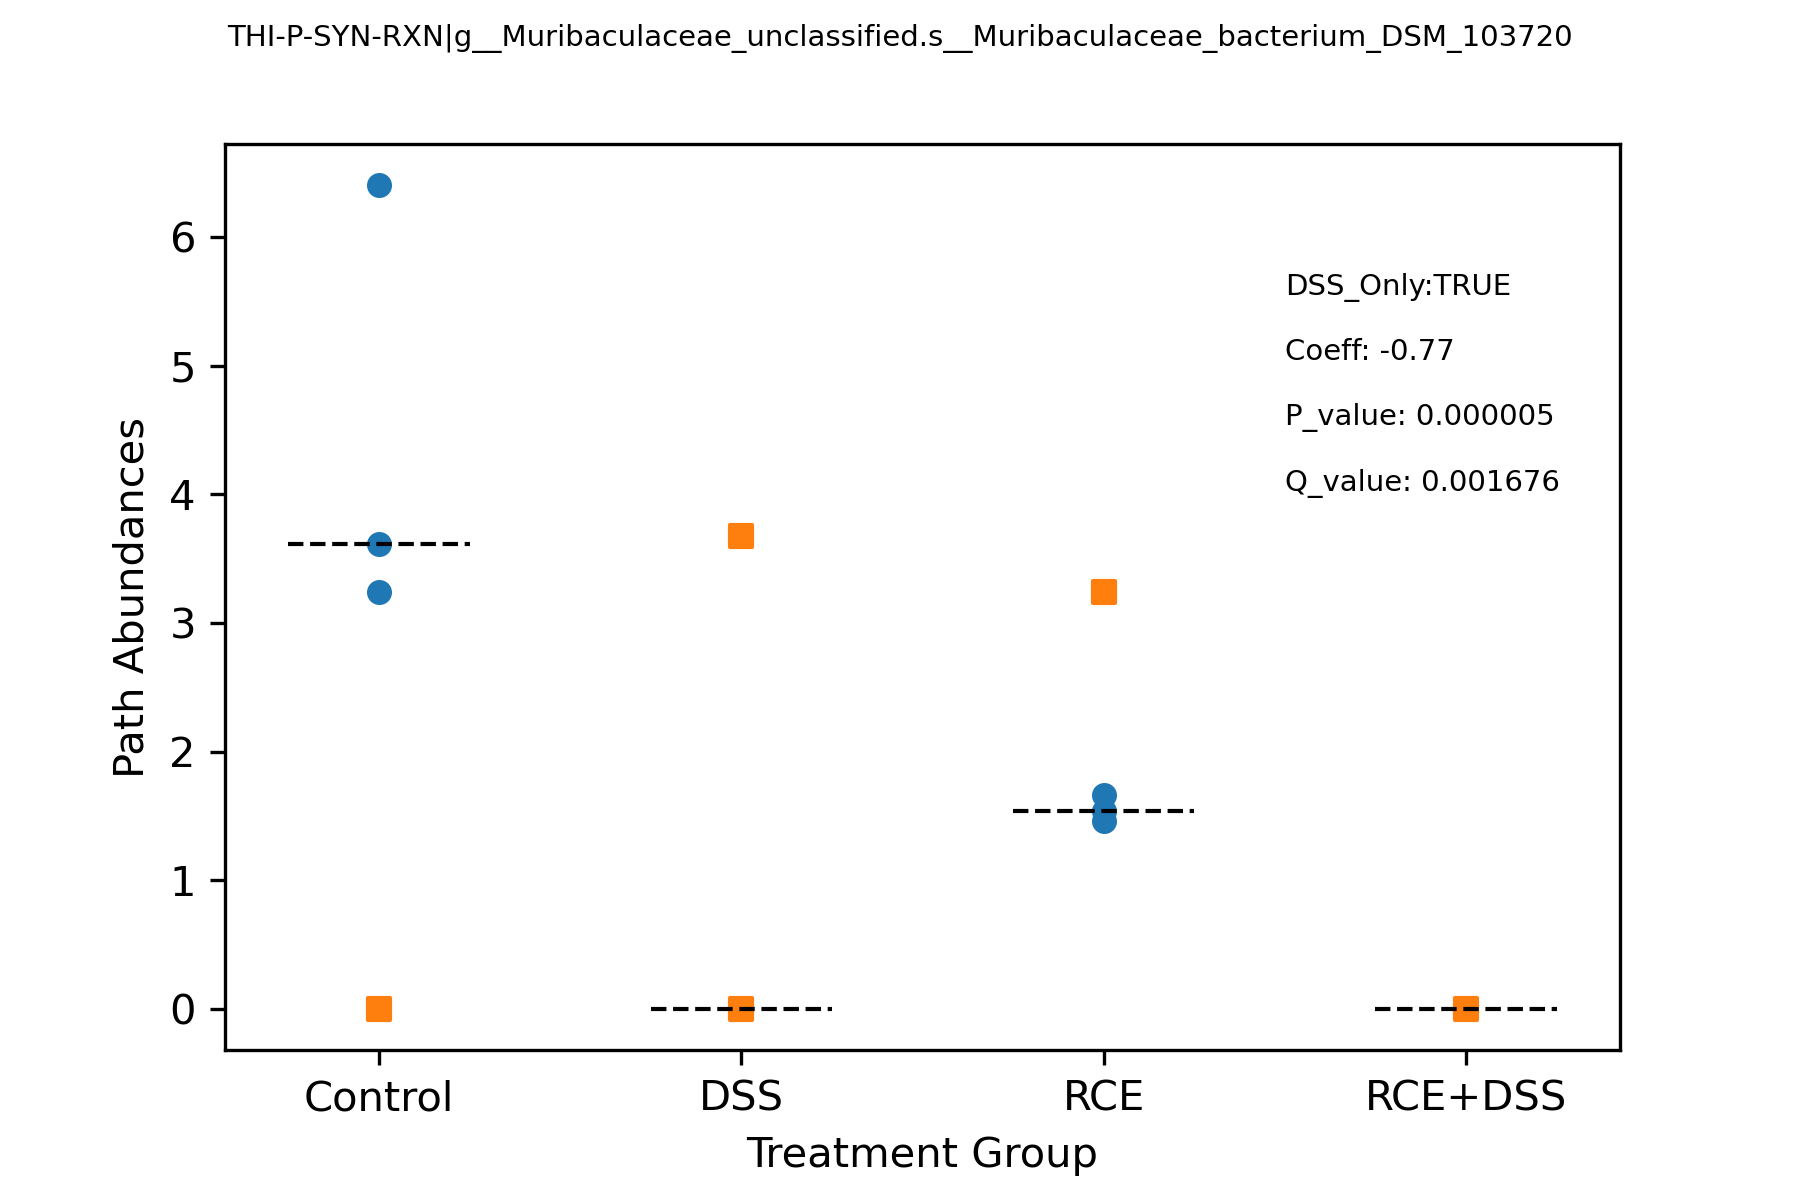 THI-P-SYN-RXN|g__Muribaculaceae_unclassified.s__Muribaculaceae_bacterium_DSM_103720
6
5
4
3
2
1
0
Path Abundances
DSS_Only:TRUE
Coeff: -0.77
P_value: 0.000005
Q_value: 0.001676
Control
DSS
RCE
RCE+DSS
Treatment Group